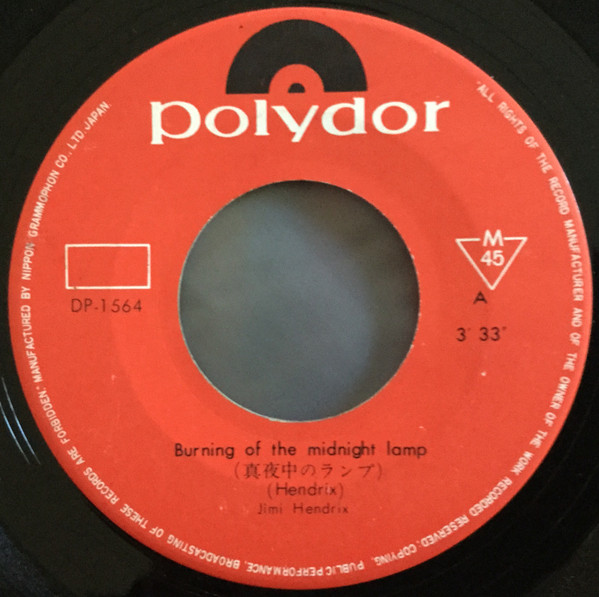 polydor
ALL RIGHTS OF THE RECORD MANUFACTURER AND OF THE OWNER OF THE WORK RECORDED RESERVED. COPYING, PUBLIC PERFORMANCE, BROADCASTING OF THESE RECORDS ARE FORBIDDEN. MANUFACTURED BY NIPPON GRAMMOPHON CO., LTD. JAPAN.
M
45
DP-1564
A
3' 33"
Burning of the midnight lamp
(真夜中のランプ)
(Hendrix)
Jimi Hendrix